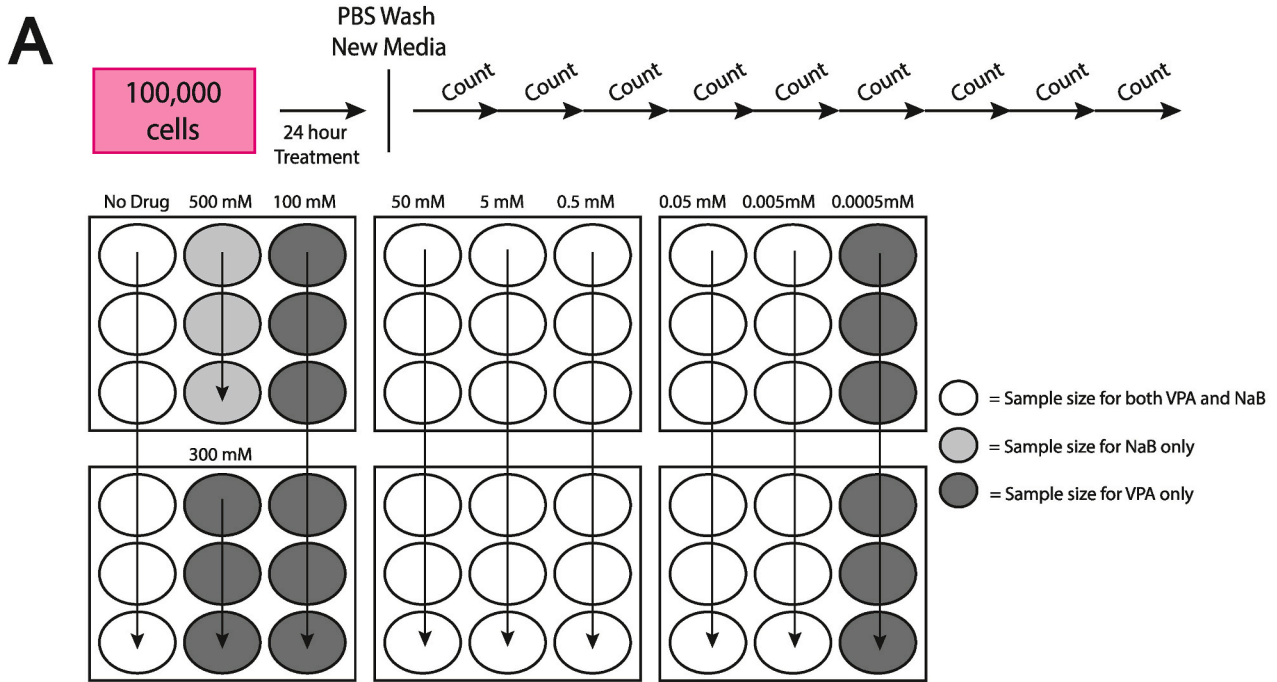 A
PBS Wash
New Media
100,000
cells
24 hour
Treatment
Count
Count
Count
Count
Count
Count
Count
Count
Count
No Drug 500 mM 100 mM
50 mM 5 mM 0.5 mM
0.05 mM 0.005mM 0.0005mM
300 mM
= Sample size for both VPA and NaB
= Sample size for NaB only
= Sample size for VPA only